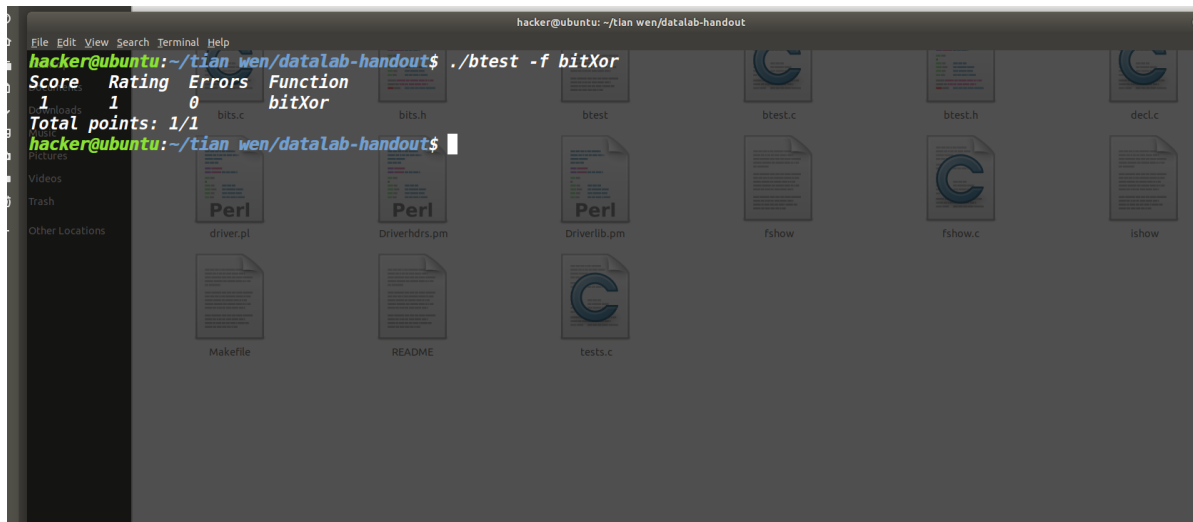 hacker@ubuntu: ~/tian wen/datalab-handout
File Edit View Search Terminal Help
hacker@ubuntu:~/tian wen/datalab-handout$ ./btest -f bitXor
Score Rating Errors Function
1 1 0 bitXor
Total points: 1/1
hacker@ubuntu:~/tian wen/datalab-handout$
Documents
Downloads
Music
Pictures
Videos
Trash
Other Locations
bits.c bits.h btest btest.c btest.h decl.c
Perl Perl Perl
driver.pl Driverhdrs.pm Driverlib.pm fshow fshow.c ishow
Makefile README tests.c